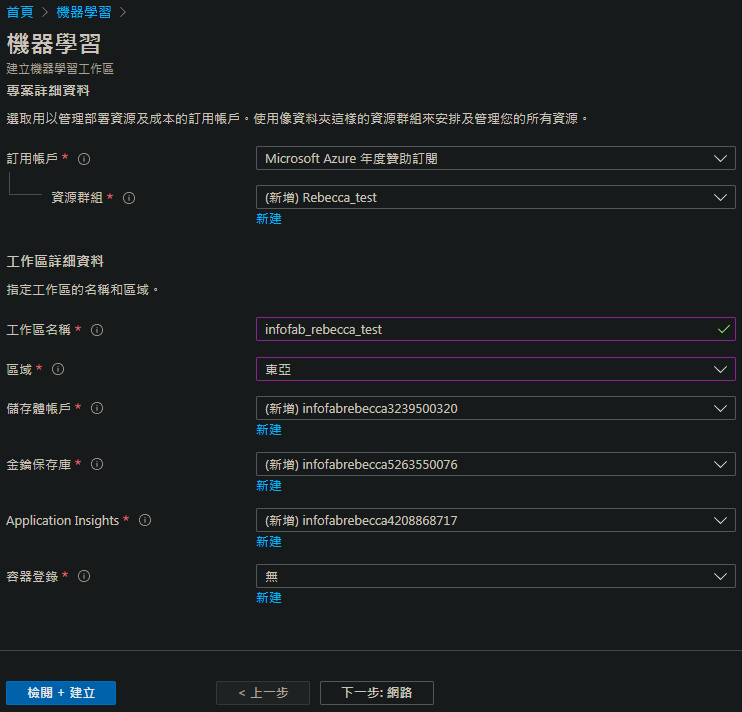 首頁 > 機器學習 >
機器學習
建立機器學習工作區
專案詳細資料
選取用以管理部署資源及成本的訂用帳戶。使用像資料夾這樣的資源群組來安排及管理您的所有資源。
訂用帳戶 * Microsoft Azure 年度贊助訂閱
資源群組 * (新增) Rebecca_test
新建
工作區詳細資料
指定工作區的名稱和區域。
工作區名稱 * infofab_rebecca_test
區域 * 東亞
儲存體帳戶 * (新增) infofabrebecca3239500320
新建
金鑰保存庫 * (新增) infofabrebecca5263550076
新建
Application Insights * (新增) infofabrebecca4208868717
新建
容器登錄 * 無
新建
檢閱 + 建立 < 上一步 下一步: 網路